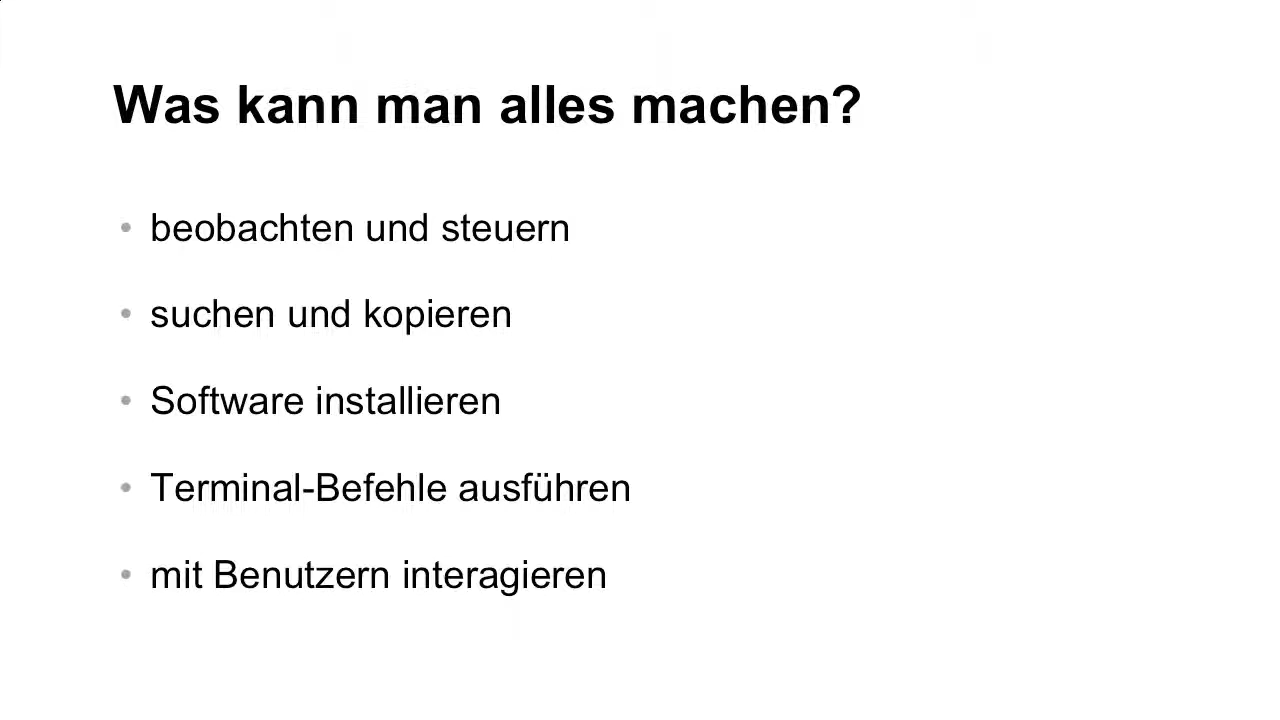 Was kann man alles machen?
• beobachten und steuern
• suchen und kopieren
• Software installieren
• Terminal-Befehle ausführen
• mit Benutzern interagieren